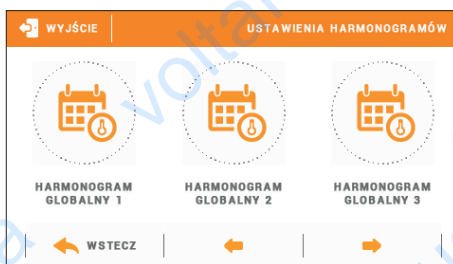 WYJŚCIE
USTAWIENIA HARMONOGRAMÓW
HARMONOGRAM
GLOBALNY 1
HARMONOGRAM
GLOBALNY 2
HARMONOGRAM
GLOBALNY 3
WSTECZ